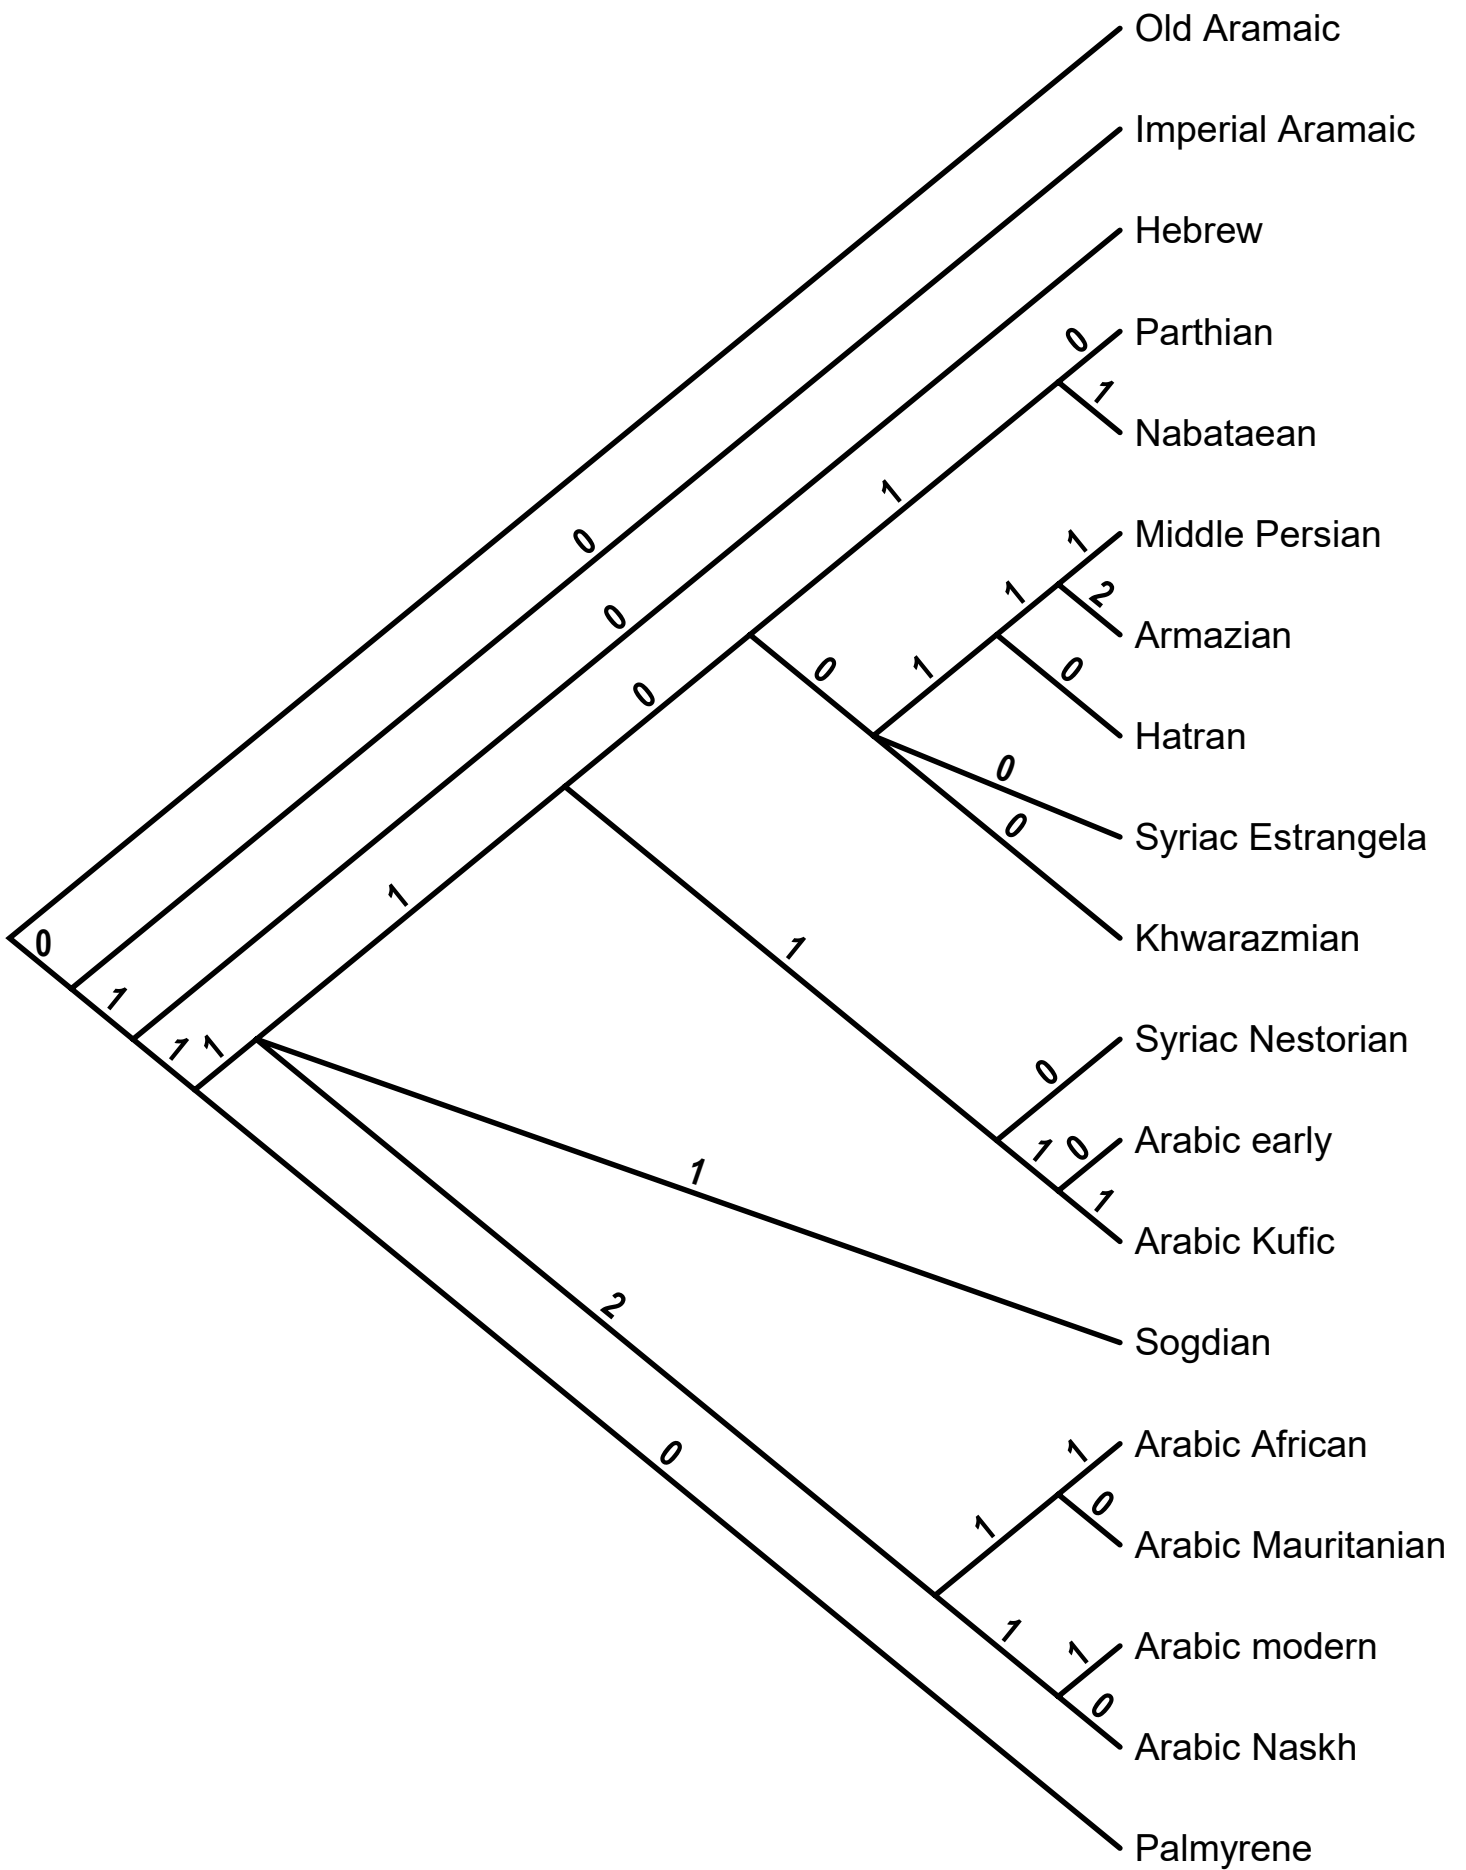 Old Aramaic
Imperial Aramaic
Hebrew
0
Parthian
1
Nabataean
1
1
Middle Persian
0
1
2
Armazian
0
1
0
0
Hatran
0
0
Syriac Estrangela
0
1
Khwarazmian
0
1
1
Syriac Nestorian
1
1
0
1
0
Arabic early
1
1
Arabic Kufic
2
Sogdian
0
1
Arabic African
0
1
Arabic Mauritanian
1
1
Arabic modern
0
Arabic Naskh
Palmyrene